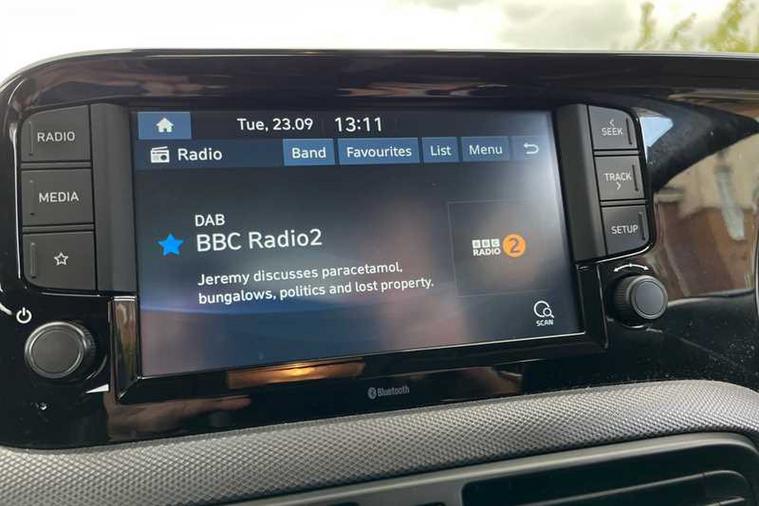 RADIO
MEDIA
Tue, 23.09 13:11
Radio Band Favourites List Menu
DAB
BBC Radio2
Jeremy discusses paracetamol,
bungalows, politics and lost property.
BBC
RADIO 2
SCAN
< SEEK
TRACK >
SETUP
Bluetooth